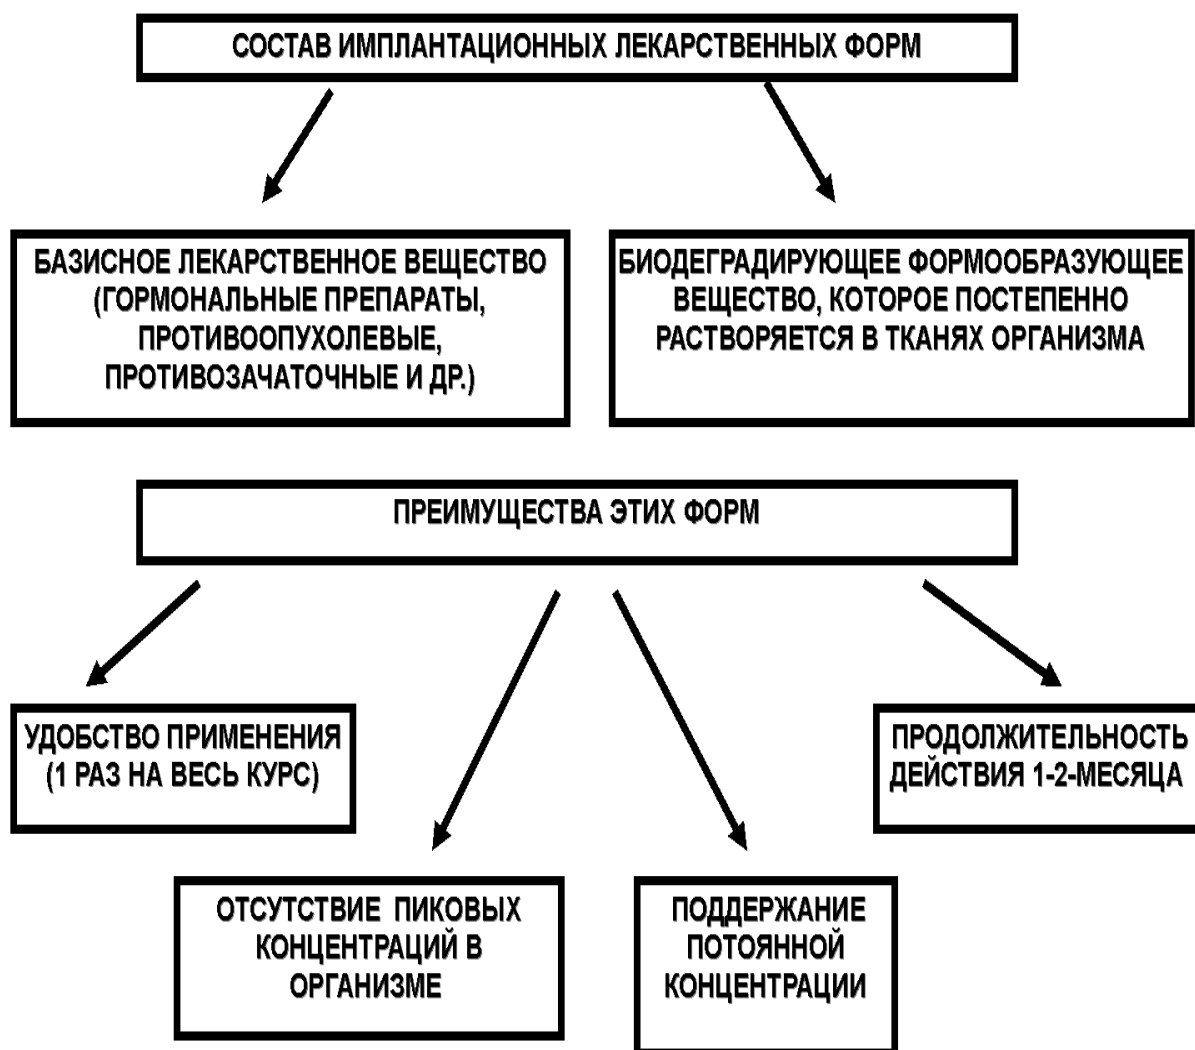 СОСТАВ ИМПЛАНТАЦИОННЫХ ЛЕКАРСТВЕННЫХ ФОРМ
БАЗИСНОЕ ЛЕКАРСТВЕННОЕ ВЕЩЕСТВО
(ГОРМОНАЛЬНЫЕ ПРЕПАРАТЫ,
ПРОТИВООПУХОЛЕВЫЕ,
ПРОТИВОЗАЧАТОЧНЫЕ И ДР.)
БИОДЕГРАДИРУЮЩЕЕ ФОРМООБРАЗУЮЩЕЕ
ВЕЩЕСТВО, КОТОРОЕ ПОСТЕПЕННО
РАСТВОРЯЕТСЯ В ТКАНЯХ ОРГАНИЗМА
ПРЕИМУЩЕСТВА ЭТИХ ФОРМ
УДОБСТВО ПРИМЕНЕНИЯ
(1 РАЗ НА ВЕСЬ КУРС)
ПРОДОЛЖИТЕЛЬНОСТЬ
ДЕЙСТВИЯ 1-2-МЕСЯЦА
ОТСУТСТВИЕ ПИКОВЫХ
КОНЦЕНТРАЦИЙ В
ОРГАНИЗМЕ
ПОДДЕРЖАНИЕ
ПОТОЯННОЙ
КОНЦЕНТРАЦИИ